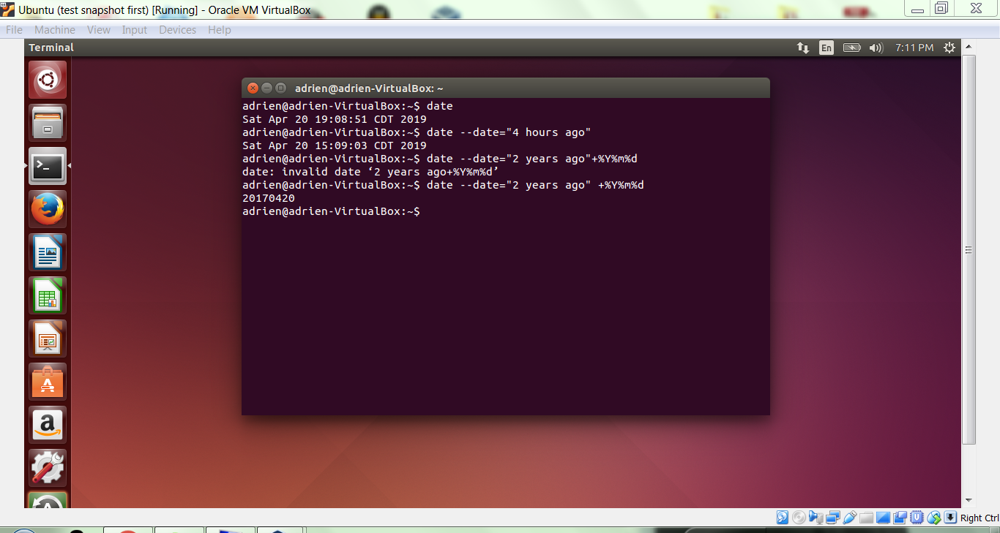 Ubuntu (test snapshot first) [Running] - Oracle VM VirtualBox
File Machine View Input Devices Help
Terminal
En
7:11 PM
adrien@adrien-VirtualBox: ~
adrien@adrien-VirtualBox:~$ date
Sat Apr 20 19:08:51 CDT 2019
adrien@adrien-VirtualBox:~$ date --date="4 hours ago"
Sat Apr 20 15:09:03 CDT 2019
adrien@adrien-VirtualBox:~$ date --date="2 years ago"+%Y%m%d
date: invalid date ‘2 years ago+%Y%m%d’
adrien@adrien-VirtualBox:~$ date --date="2 years ago" +%Y%m%d
20170420
adrien@adrien-VirtualBox:~$
Right Ctrl